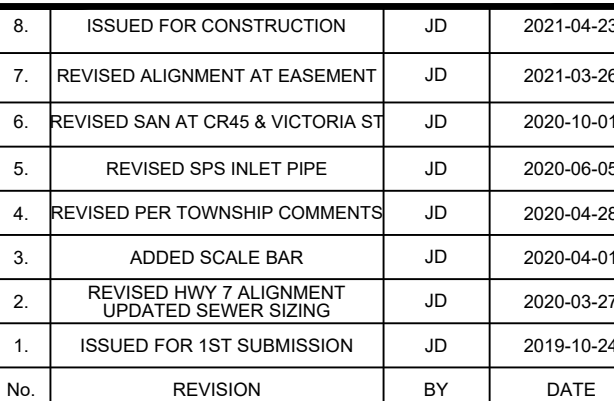 8. ISSUED FOR CONSTRUCTION JD 2021-04-23
7. REVISED ALIGNMENT AT EASEMENT JD 2021-03-26
6. REVISED SAN AT CR45 & VICTORIA ST JD 2020-10-01
5. REVISED SPS INLET PIPE JD 2020-06-05
4. REVISED PER TOWNSHIP COMMENTS JD 2020-04-28
3. ADDED SCALE BAR JD 2020-04-01
2. REVISED HWY 7 ALIGNMENT
UPDATED SEWER SIZING JD 2020-03-27
1. ISSUED FOR 1ST SUBMISSION JD 2019-10-24
No. REVISION BY DATE